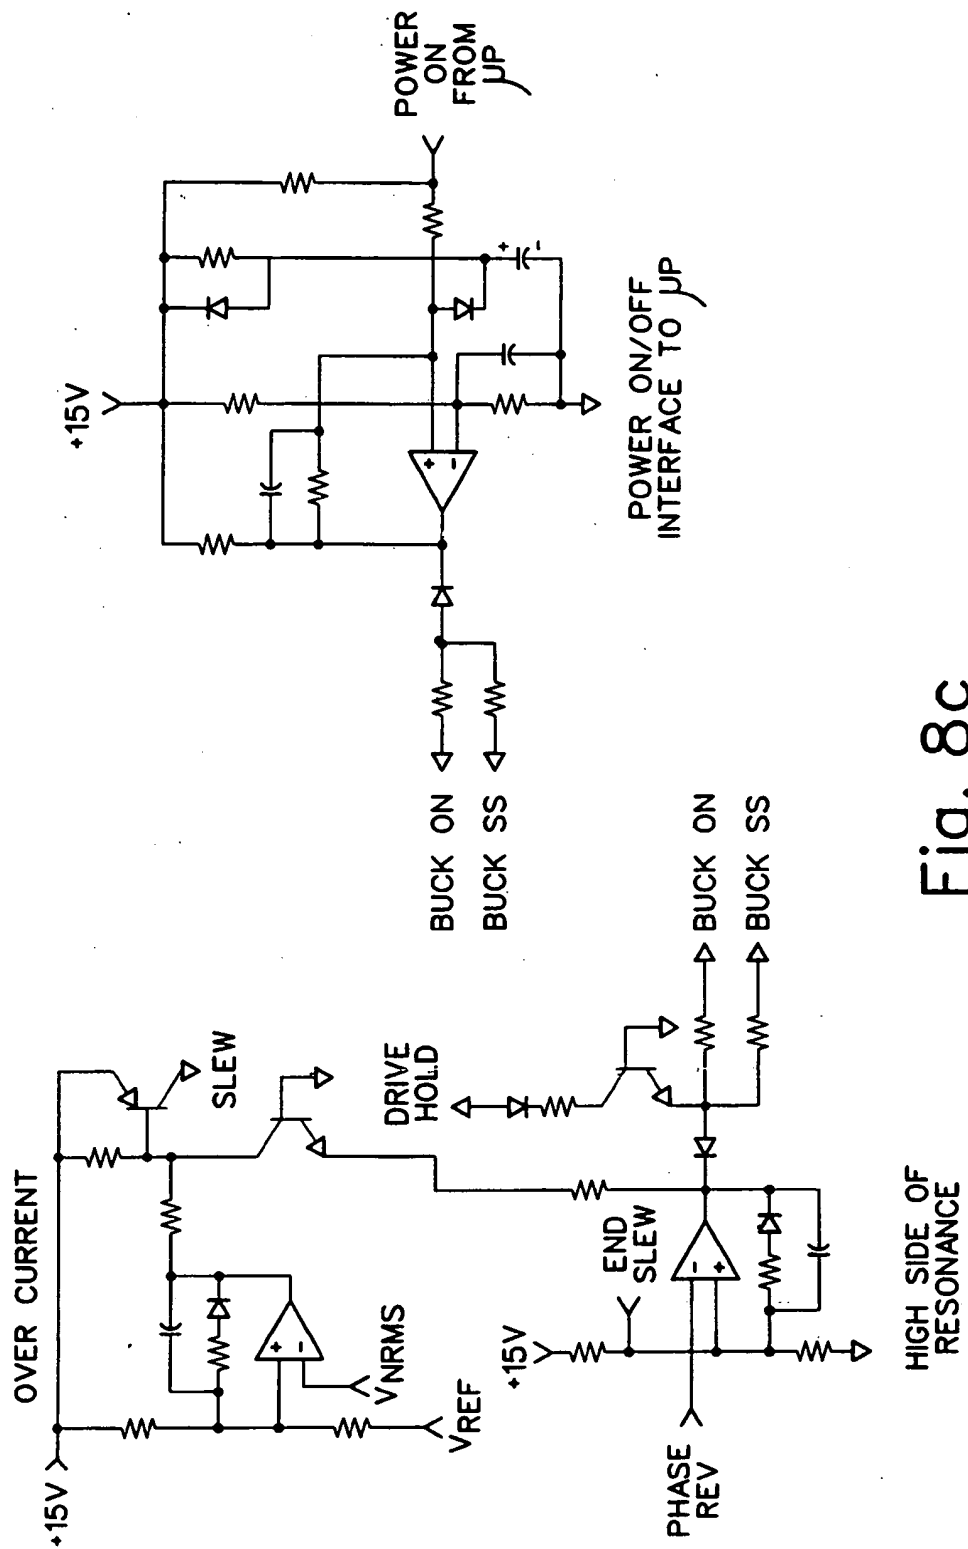 OVER CURRENT
+15V
VREF
VNRMS
+
-
SLEW
DRIVE
HOLD
+15V
END
SLEW
PHASE
REV
-
+
BUCK ON
BUCK SS
HIGH SIDE OF
RESONANCE
+15V
POWER
ON
FROM
μP
+
-
+
-
BUCK ON
BUCK SS
POWER ON/OFF
INTERFACE TO μP
Fig. 8c